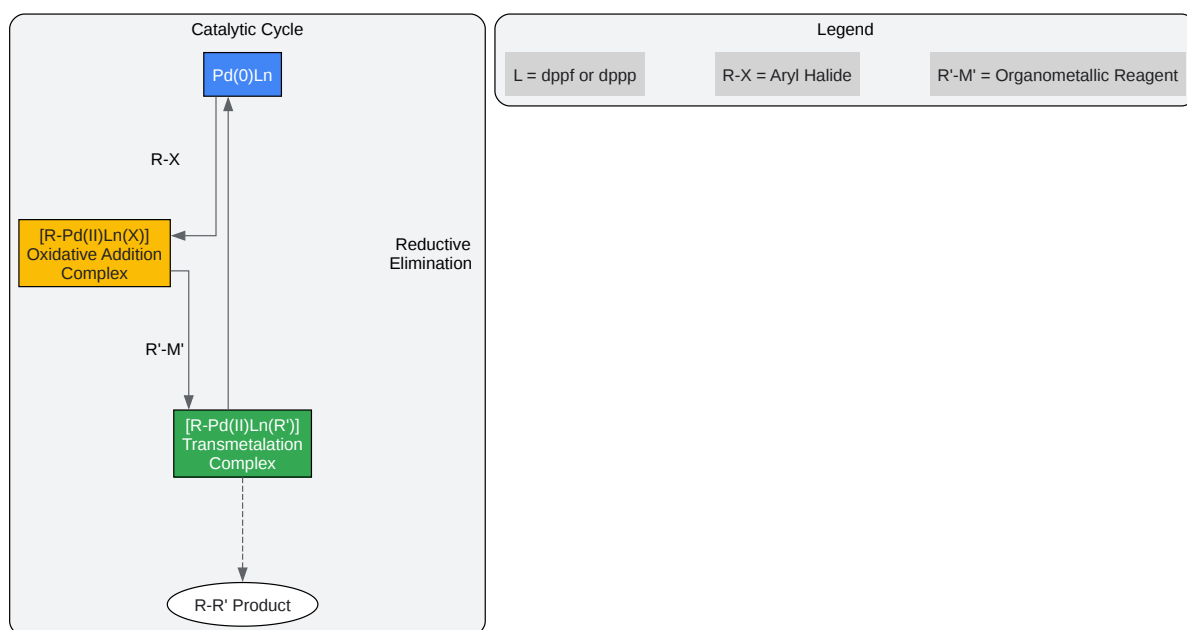 Catalytic Cycle
Pd(0)Ln
R-X
[R-Pd(II)Ln(X)]
Oxidative Addition
Complex
Reductive
Elimination
R'-M'
[R-Pd(II)Ln(R')]
Transmetalation
Complex
R-R' Product
Legend
L = dppf or dppp
R-X = Aryl Halide
R'-M' = Organometallic Reagent